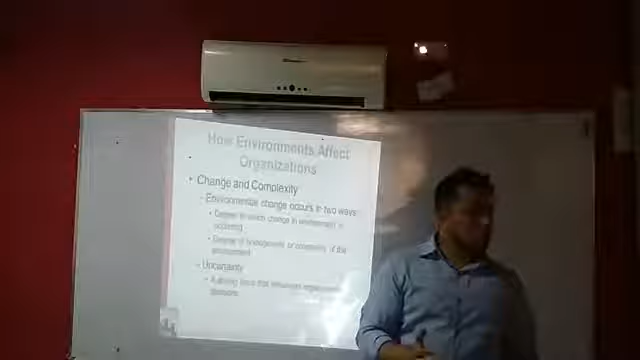 How Environments Affect
Organizations
• Change and Complexity
– Environmental change occurs in two ways
• Degree to which change in environment is
occurring
• Degree of homogeneity or complexity of the
environment
– Uncertainty
• A driving force that influences organizational
decisions